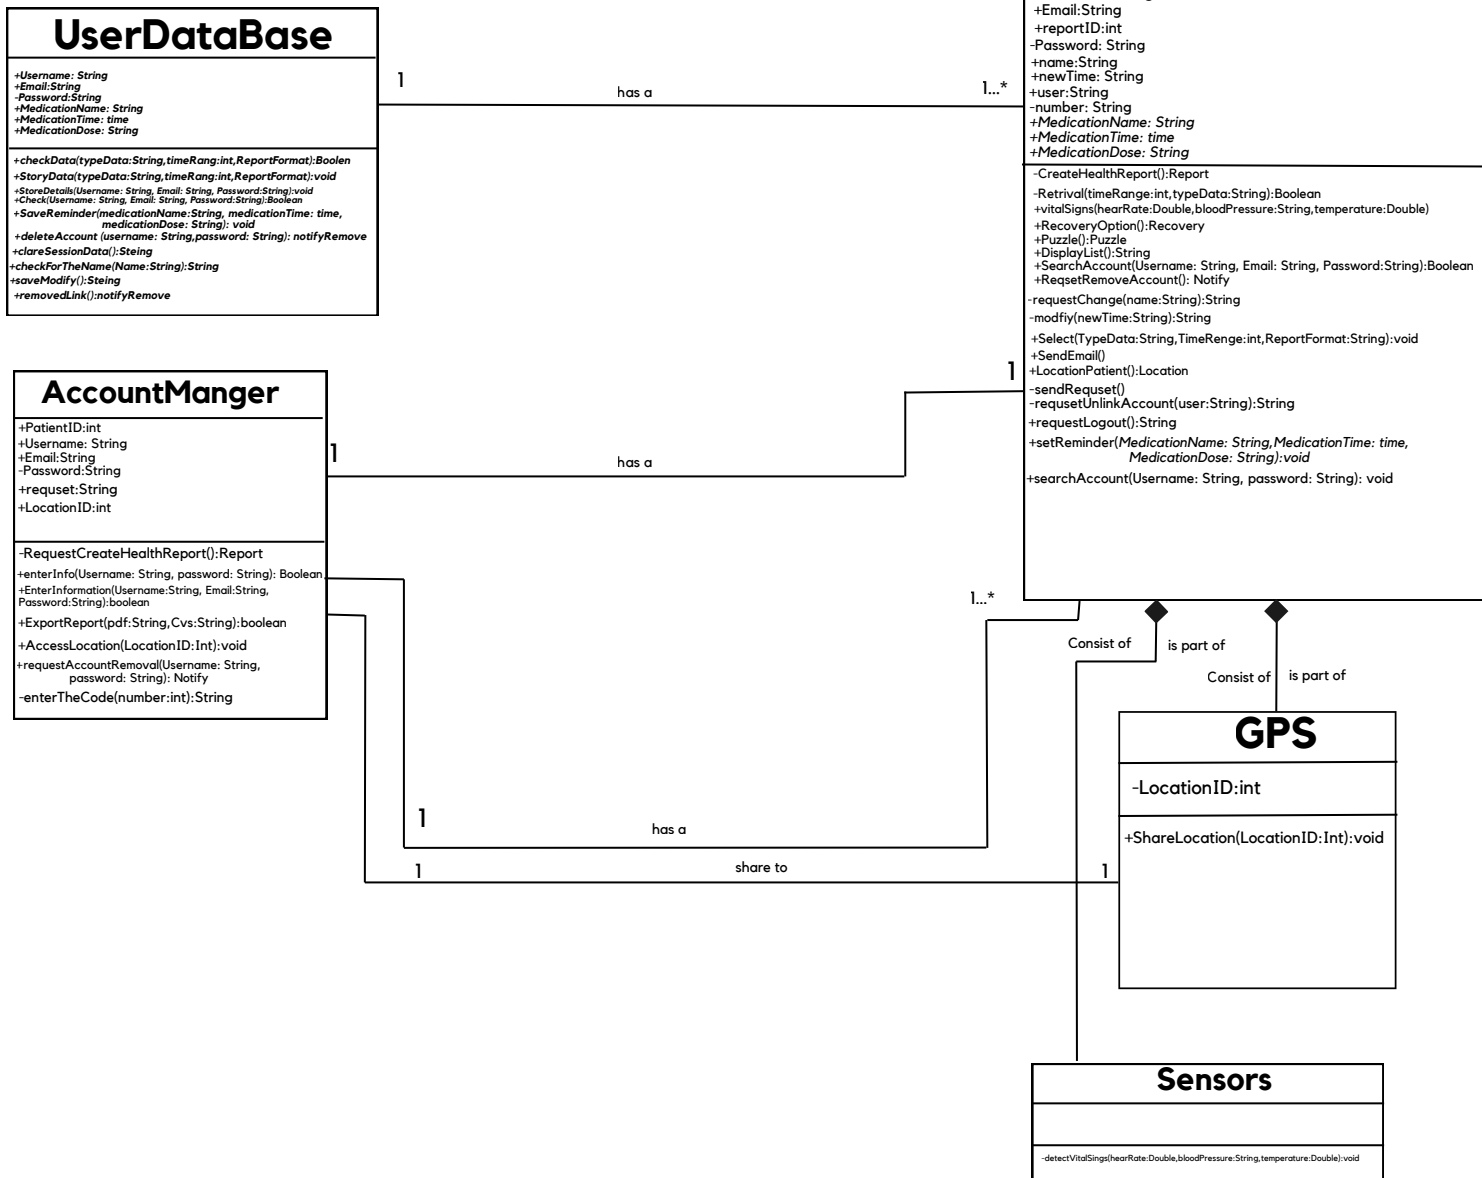 UserDataBase
+Username: String
+Email:String
-Password:String
+MedicationName: String
+MedicationTime: time
+MedicationDose: String
+checkData(typeData:String,timeRang:int,ReportFormat):Boolen
+StoryData(typeData:String,timeRang:int,ReportFormat):void
+StoreDetails(Username: String, Email: String, Password:String):void
+Check(Username: String, Email: String, Password:String):Boolean
+SaveReminder(medicationName:String, medicationTime: time,
medicationDose: String): void
+deleteAccount (username: String,password: String): notifyRemove
+clareSessionData():Steing
+checkForTheName(Name:String):String
+saveModify():Steing
+removedLink():notifyRemove
1
has a
1...*
+Email:String
+reportID:int
-Password: String
+name:String
+newTime: String
+user:String
-number: String
+MedicationName: String
+MedicationTime: time
+MedicationDose: String
-CreateHealthReport():Report
-Retrival(timeRange:int,typeData:String):Boolean
+vitalSigns(hearRate:Double,bloodPressure:String,temperature:Double)
+RecoveryOption():Recovery
+Puzzle():Puzzle
+DisplayList():String
+SearchAccount(Username: String, Email: String, Password:String):Boolean
+ReqsetRemoveAccount(): Notify
-requestChange(name:String):String
-modfiy(newTime:String):String
+Select(TypeData:String,TimeRenge:int,ReportFormat:String):void
+SendEmail()
+LocationPatient():Location
-sendRequset()
-requsetUnlinkAccount(user:String):String
+requestLogout():String
+setReminder(MedicationName: String,MedicationTime: time,
MedicationDose: String):void
+searchAccount(Username: String, password: String): void
AccountManger
+PatientID:int
+Username: String
+Email:String
-Password:String
+requset:String
+LocationID:int
-RequestCreateHealthReport():Report
+enterInfo(Username: String, password: String): Boolean
+EnterInformation(Username:String, Email:String,
Password:String):boolean
+ExportReport(pdf:String,Cvs:String):boolean
+AccessLocation(LocationID:Int):void
+requestAccountRemoval(Username: String,
password: String): Notify
-enterTheCode(number:int):String
1
has a
1
1...*
Consist of
is part of
Consist of
is part of
1
has a
1
share to
1
GPS
-LocationID:int
+ShareLocation(LocationID:Int):void
Sensors
-detectVitalSings(hearRate:Double,bloodPressure:String,temperature:Double):void